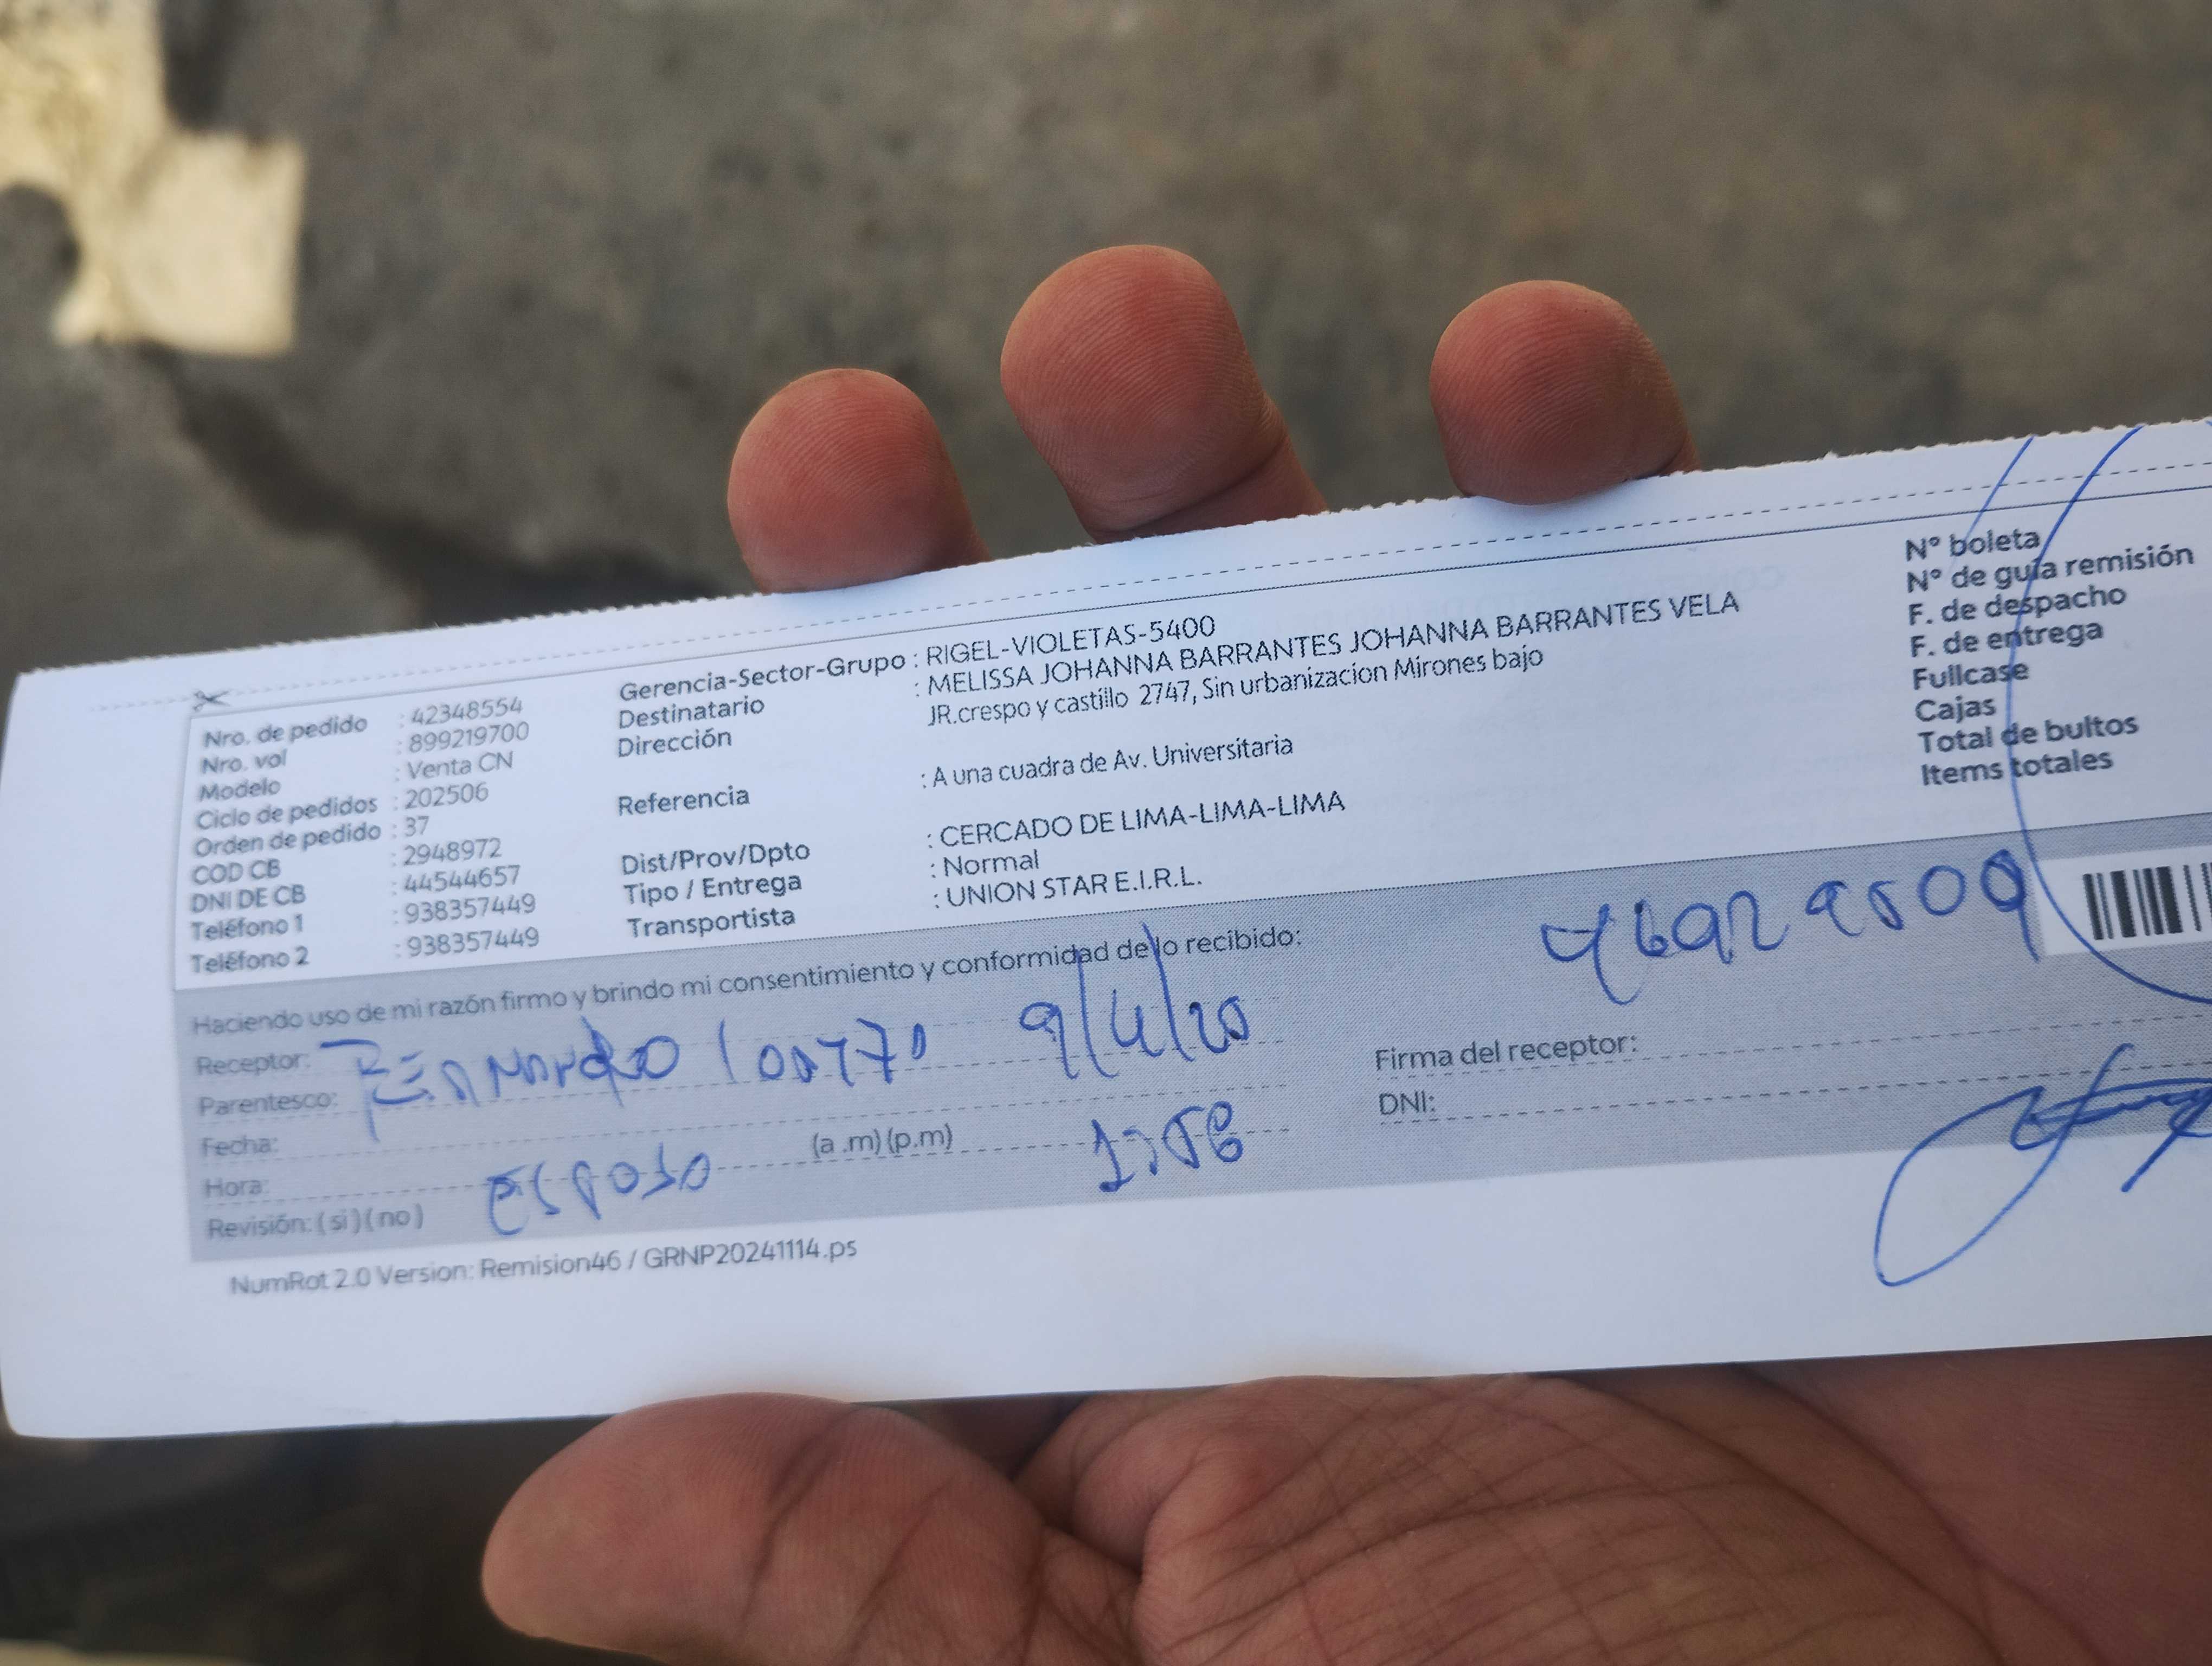 Nro. de pedido : 42348554
Nro. vol : 899219700
Modelo : Venta CN
Ciclo de pedidos : 202506
Orden de pedido : 37
COD CB : 2948972
DNI DE CB : 44544657
Teléfono 1 : 938357449
Teléfono 2 : 938357449
Gerencia-Sector-Grupo : RIGEL-VIOLETAS-5400
Destinatario : MELISSA JOHANNA BARRANTES JOHANNA BARRANTES VELA
Dirección JR.crespo y castillo 2747, Sin urbanizacion Mirones bajo
Referencia : A una cuadra de Av. Universitaria
Dist/Prov/Dpto : CERCADO DE LIMA-LIMA-LIMA
Tipo / Entrega : Normal
Transportista : UNION STAR E.I.R.L.
N° boleta
N° de guía remisión
F. de despacho
F. de entrega
Fullcase
Cajas
Total de bultos
Items totales
Haciendo uso de mi razón firmo y brindo mi consentimiento y conformidad de lo recibido:
Receptor:
Parentesco:
Fecha:
Hora: (a .m) (p.m)
Revisión: ( si ) ( no ) esposo
Firma del receptor:
DNI:
NumRot 2.0 Version: Remision46 / GRNP20241114.ps